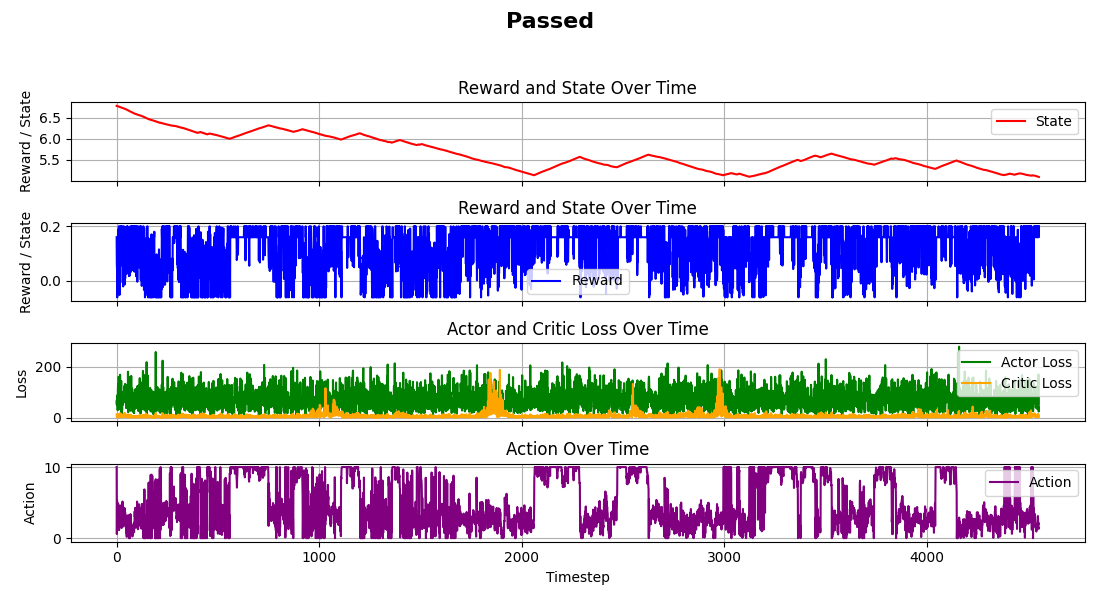 Passed
Reward and State Over Time
Reward / State
6.5
6.0
5.5
State
Reward and State Over Time
Reward / State
0.2
0.0
Reward
Actor and Critic Loss Over Time
Loss
200
0
Actor Loss
Critic Loss
Action Over Time
Action
10
0
Action
0 1000 2000 3000 4000
Timestep